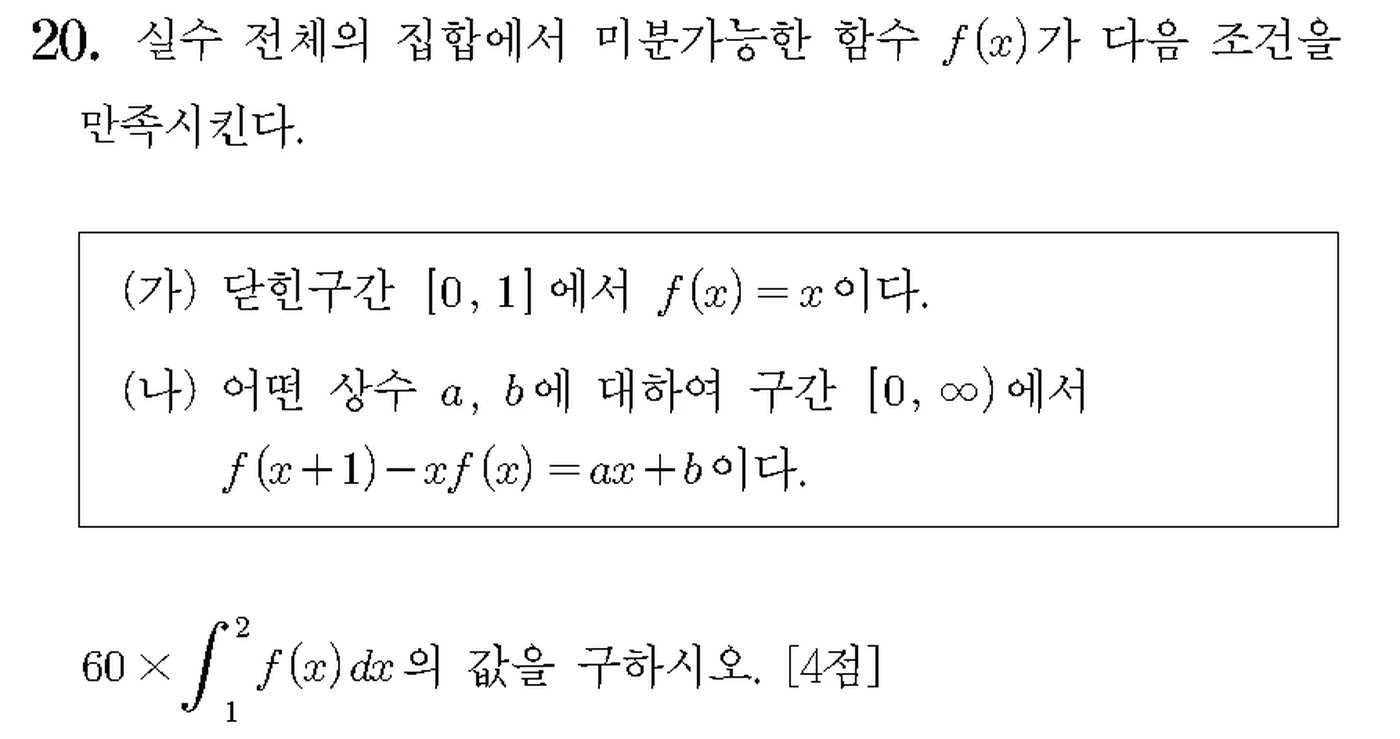 20. 실수 전체의 집합에서 미분가능한 함수 f(x)가 다음 조건을
만족시킨다.
(가) 닫힌구간 [0, 1]에서 f(x)=x이다.
(나) 어떤 상수 a, b에 대하여 구간 [0, ∞)에서
f(x+1)-xf(x)=ax+b이다.
60×∫₁² f(x)dx의 값을 구하시오. [4점]